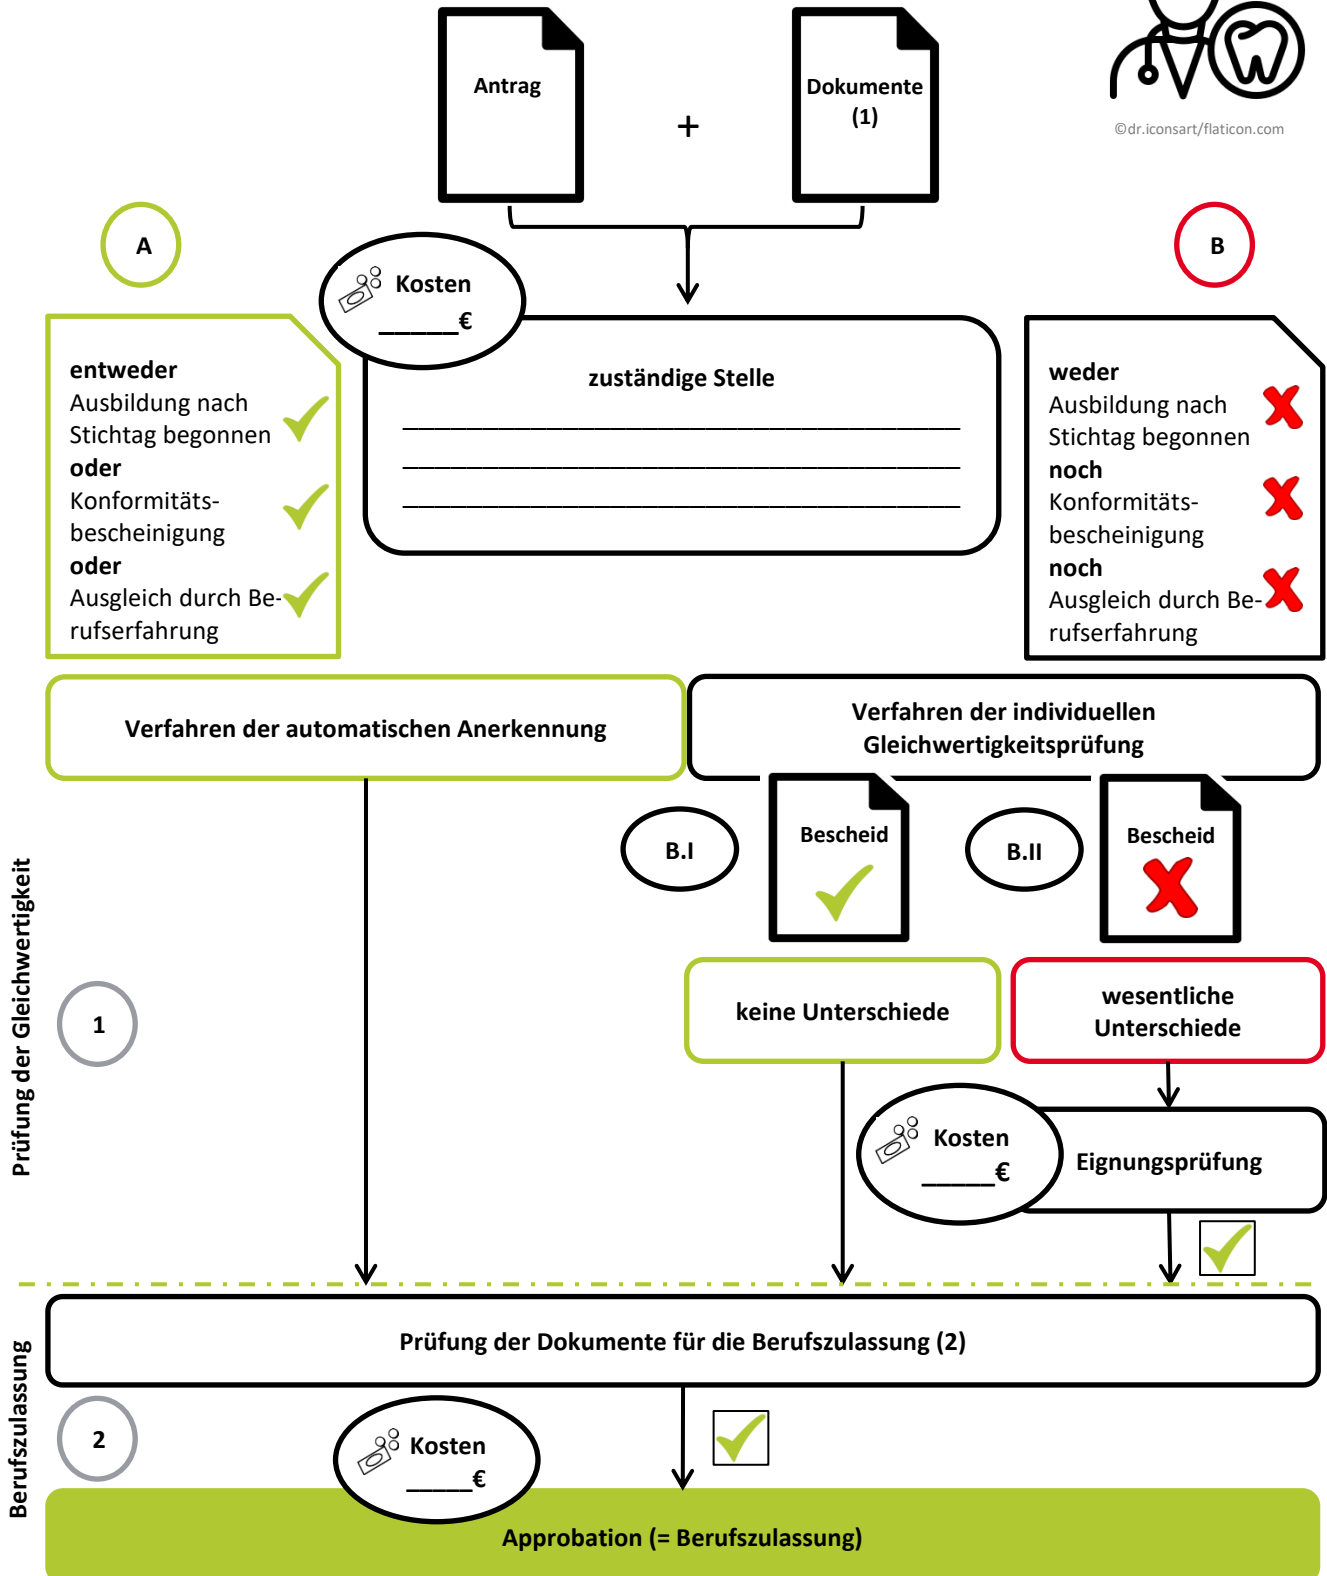 Antrag
+
Dokumente
(1)
©dr.iconsart/flaticon.com
A
B
Kosten
_____€
entweder
Ausbildung nach
Stichtag begonnen
oder
Konformitäts-
bescheinigung
oder
Ausgleich durch Be-
rufserfahrung
zuständige Stelle
weder
Ausbildung nach
Stichtag begonnen
noch
Konformitäts-
bescheinigung
noch
Ausgleich durch Be-
rufserfahrung
Verfahren der automatischen Anerkennung
Verfahren der individuellen
Gleichwertigkeitsprüfung
B.I
Bescheid
B.II
Bescheid
Prüfung der Gleichwertigkeit
1
keine Unterschiede
wesentliche
Unterschiede
Kosten
_____€
Eignungsprüfung
Berufszulassung
Prüfung der Dokumente für die Berufszulassung (2)
2
Kosten
____€
Approbation (= Berufszulassung)